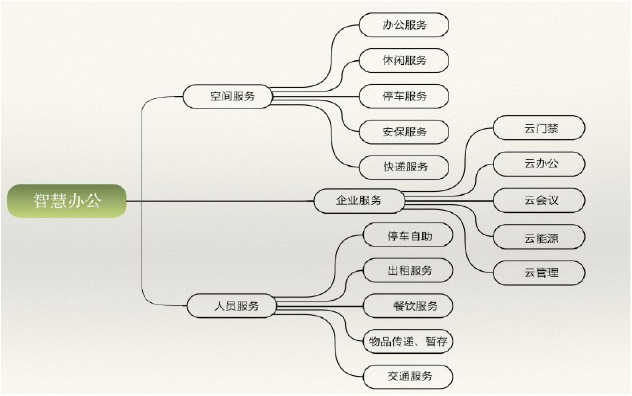 智慧办公
空间服务
办公服务
休闲服务
停车服务
安保服务
快递服务
企业服务
云门禁
云办公
云会议
云能源
云管理
人员服务
停车自助
出租服务
餐饮服务
物品传递、暂存
交通服务